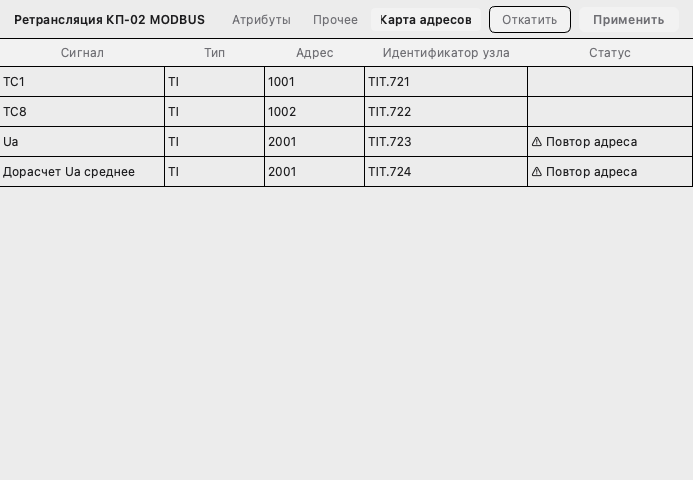 Ретрансляция КП-02 MODBUS Атрибуты Прочее Карта адресов Откатить Применить
Сигнал Тип Адрес Идентификатор узла Статус
ТС1 TI 1001 TIT.721
ТС8 TI 1002 TIT.722
Ua TI 2001 TIT.723 ⚠ Повтор адреса
Дорасчет Ua среднее TI 2001 TIT.724 ⚠ Повтор адреса